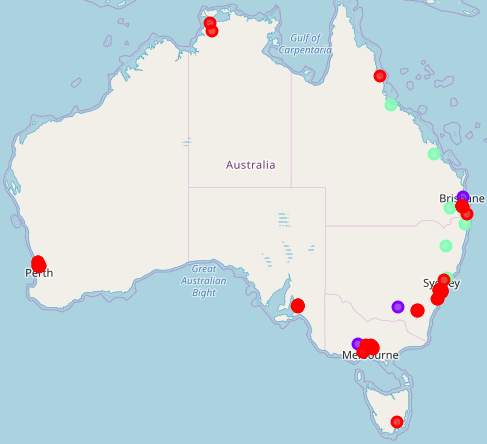 Gulf of
Carpentaria
Australia
Brisbane
Great
Australian
Bight
Perth
Sydney
Melbourne